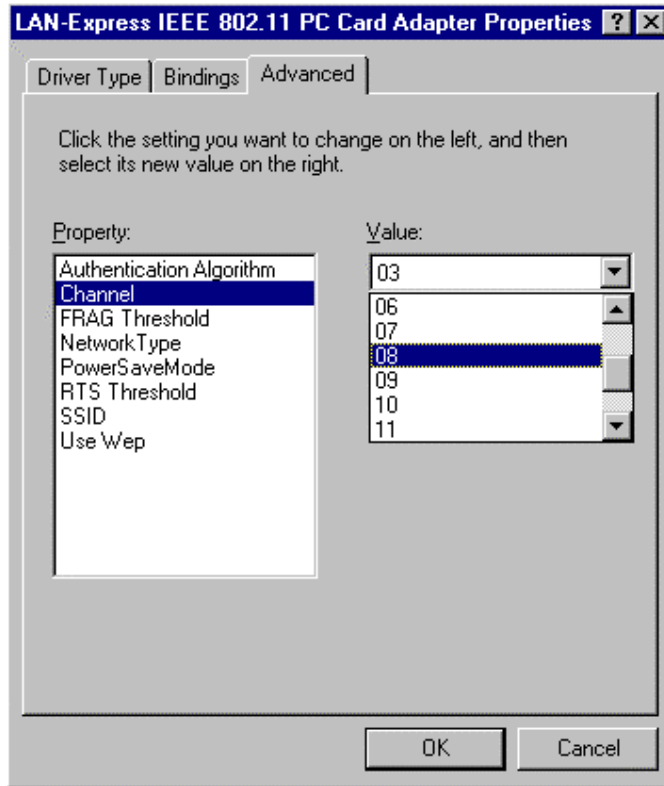 LAN-Express IEEE 802.11 PC Card Adapter Properties ? X
Driver Type Bindings Advanced
Click the setting you want to change on the left, and then
select its new value on the right.
Property:
Authentication Algorithm
Channel
FRAG Threshold
NetworkType
PowerSaveMode
RTS Threshold
SSID
Use Wep
Value:
03
06
07
08
09
10
11
OK Cancel